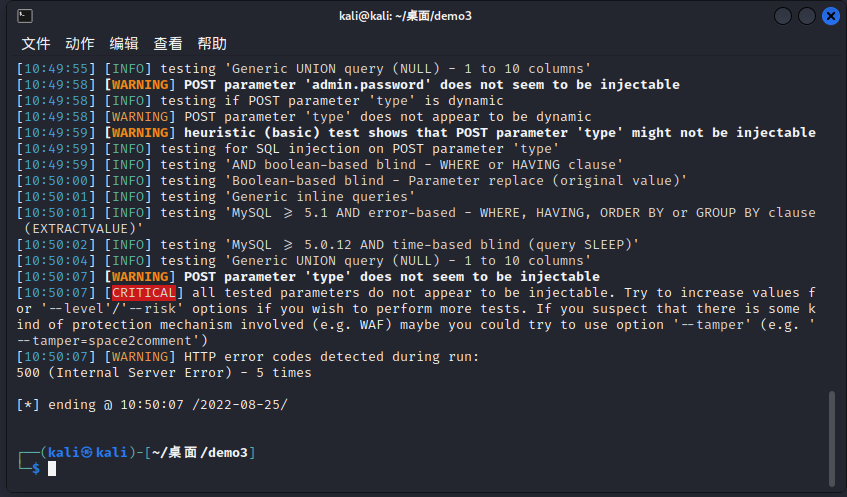 kali@kali: ~/桌面/demo3
文件 动作 编辑 查看 帮助
[10:49:55] [INFO] testing 'Generic UNION query (NULL) - 1 to 10 columns'
[10:49:58] [WARNING] POST parameter 'admin.password' does not seem to be injectable
[10:49:58] [INFO] testing if POST parameter 'type' is dynamic
[10:49:58] [WARNING] POST parameter 'type' does not appear to be dynamic
[10:49:59] [WARNING] heuristic (basic) test shows that POST parameter 'type' might not be injectable
[10:49:59] [INFO] testing for SQL injection on POST parameter 'type'
[10:49:59] [INFO] testing 'AND boolean-based blind - WHERE or HAVING clause'
[10:50:00] [INFO] testing 'Boolean-based blind - Parameter replace (original value)'
[10:50:01] [INFO] testing 'Generic inline queries'
[10:50:01] [INFO] testing 'MySQL ≥ 5.1 AND error-based - WHERE, HAVING, ORDER BY or GROUP BY clause
(EXTRACTVALUE)'
[10:50:02] [INFO] testing 'MySQL ≥ 5.0.12 AND time-based blind (query SLEEP)'
[10:50:04] [INFO] testing 'Generic UNION query (NULL) - 1 to 10 columns'
[10:50:07] [WARNING] POST parameter 'type' does not seem to be injectable
[10:50:07] [CRITICAL] all tested parameters do not appear to be injectable. Try to increase values f
or '--level'/'--risk' options if you wish to perform more tests. If you suspect that there is some k
ind of protection mechanism involved (e.g. WAF) maybe you could try to use option '--tamper' (e.g. '
--tamper=space2comment')
[10:50:07] [WARNING] HTTP error codes detected during run:
500 (Internal Server Error) - 5 times
[*] ending @ 10:50:07 /2022-08-25/
┌──(kali㉿kali)-[~/桌面/demo3]
└─$